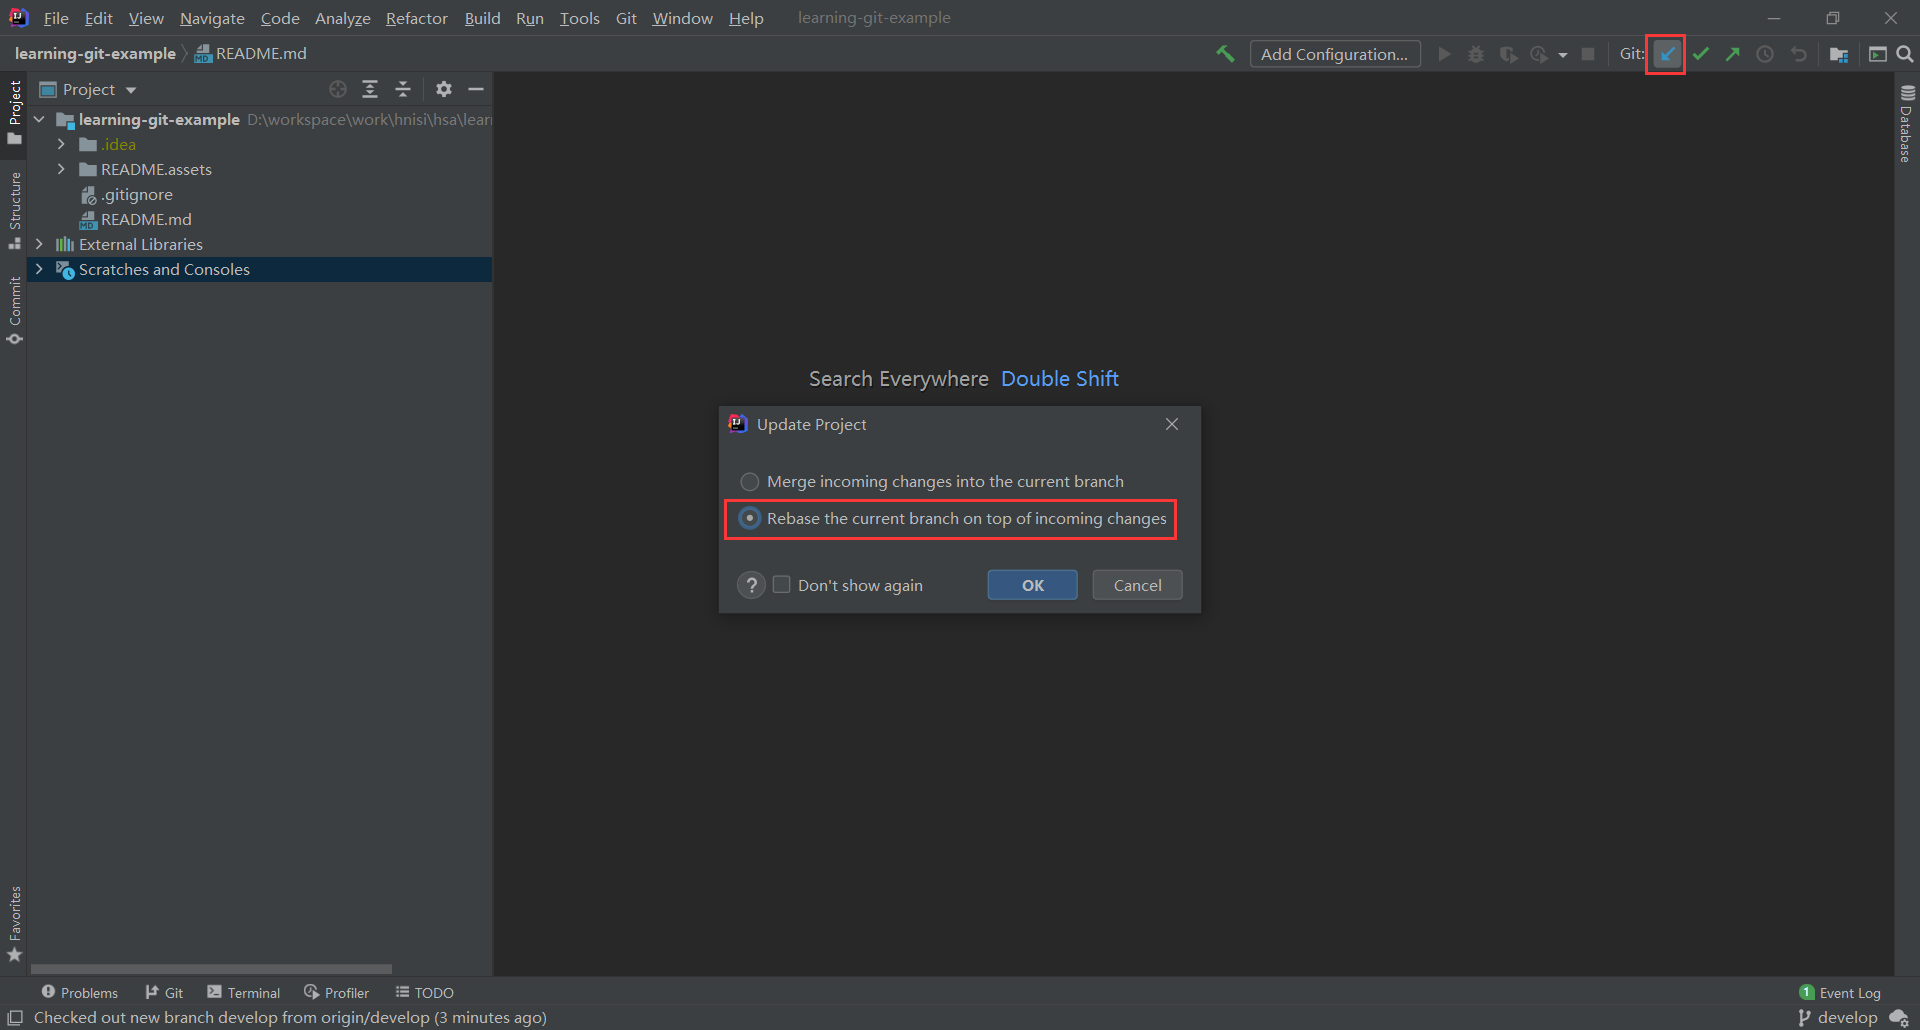 File Edit View Navigate Code Analyze Refactor Build Run Tools Git Window Help learning-git-example
learning-git-example README.md Add Configuration... Git:
Project
Project
learning-git-example D:\workspace\work\hnisi\hsa\lear
.idea
README.assets
.gitignore
README.md
External Libraries
Scratches and Consoles
Structure
Commit
Favorites
Database
Search Everywhere Double Shift
Update Project
Merge incoming changes into the current branch
Rebase the current branch on top of incoming changes
? Don't show again OK Cancel
Problems Git Terminal Profiler TODO 1 Event Log
Checked out new branch develop from origin/develop (3 minutes ago) develop